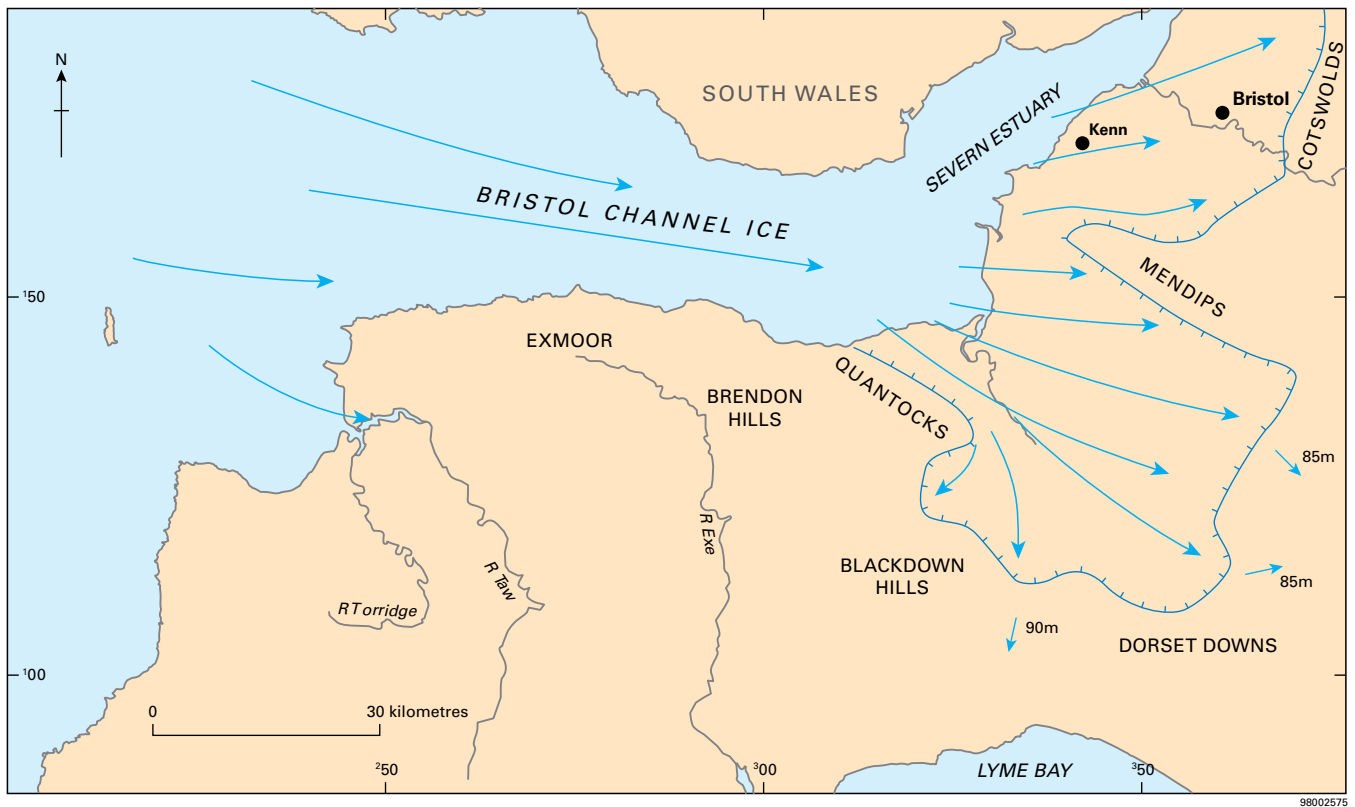 N
SOUTH WALES
COTSWOLDS
Bristol
Kenn
SEVERN ESTUARY
BRISTOL CHANNEL ICE
MENDIPS
150
EXMOOR
QUANTOCKS
BRENDON
HILLS
85m
R Exe
BLACKDOWN
HILLS
R Taw
85m
R Torridge
90m
DORSET DOWNS
100
0
30 kilometres
250
300
LYME BAY
350
98002575